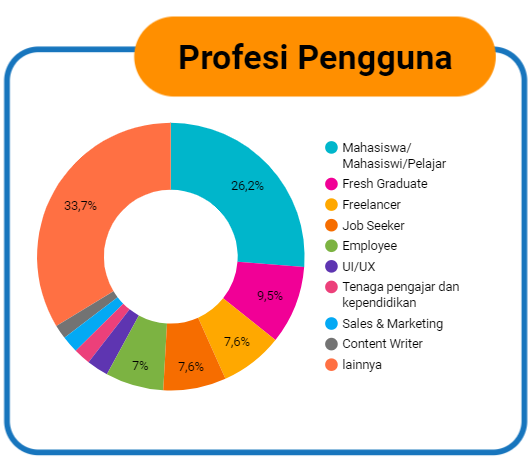 Profesi Pengguna
26,2%
9,5%
7,6%
7,6%
7%
33,7%
Mahasiswa/
Mahasiswi/Pelajar
Fresh Graduate
Freelancer
Job Seeker
Employee
UI/UX
Tenaga pengajar dan
kependidikan
Sales & Marketing
Content Writer
lainnya